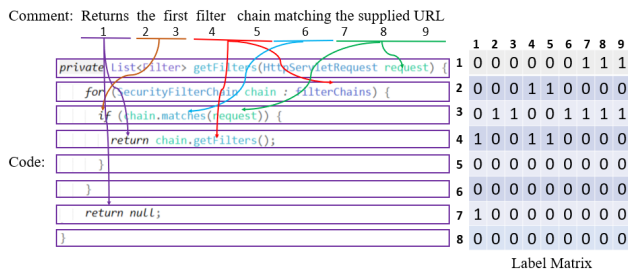 Comment: Returns the first filter chain matching the supplied URL
1 2 3 4 5 6 7 8 9
private List<Filter> getFilters(HttpServletRequest request) {
for (SecurityFilterChain chain : filterChains) {
if (chain.matches(request)) {
return chain.getFilters();
Code: }
}
return null;
}
1 2 3 4 5 6 7 8 9
1 0 0 0 0 0 0 1 1 1
2 0 0 0 1 1 0 0 0 0
3 0 1 1 0 0 1 1 1 1
4 1 0 0 1 1 0 0 0 0
5 0 0 0 0 0 0 0 0 0
6 0 0 0 0 0 0 0 0 0
7 1 0 0 0 0 0 0 0 0
8 0 0 0 0 0 0 0 0 0
Label Matrix